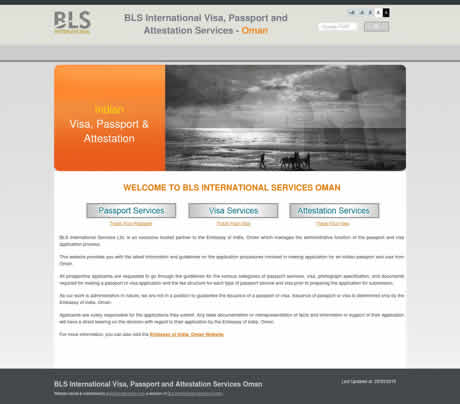 BLS
INTERNATIONAL
BLS International Visa, Passport and
Attestation Services - Oman
-A A A A A
Indian
Visa, Passport &
Attestation
WELCOME TO BLS INTERNATIONAL SERVICES OMAN
Passport Services
Visa Services
Attestation Services
Track Your Passport
Track Your Visa
BLS International Services Ltd. is an exclusive trusted partner to the Embassy of India, Oman which manages the administrative function of the passport and visa
application process.
This website provides you with the latest information and guidelines on the application procedures involved in making application for an Indian passport and visa from
Oman.
All prospective applicants are requested to go through the guidelines for the various categories of passport services, visa, photograph specification, and documents
required for making a passport or visa application and the fee structure for each type of passport service and visa prior to preparing the application for submission.
As our work is administrative in nature, we are not in a position to guarantee the issuance of a passport or visa. Issuance of passport or visa is determined only by the
Embassy of India, Oman.
Applicants are solely responsible for the applications they submit. Any false documentation or misrepresentation of facts and information in support of their application
will have a direct bearing on the decision with regard to their application by the Embassy of India, Oman.
For more information, you can also visit the Embassy of India, Oman Website
BLS International Visa, Passport and Attestation Services Oman
Last Updated at: